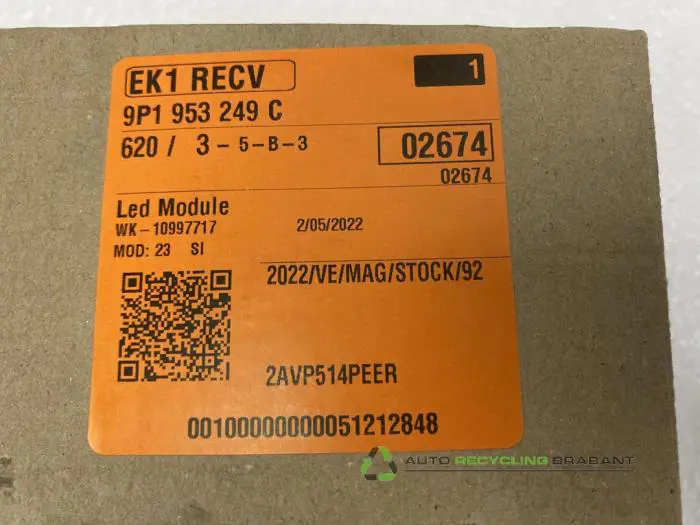 EK1 RECV 1
9P1 953 249 C
620 / 3 - 5 - B - 3 02674
02674
Led Module
WK-10997717 2/05/2022
MOD: 23 SI
2022/VE/MAG/STOCK/92
2AVP514PEER
00100000000051212848
AUTO RECYCLING BRABANT